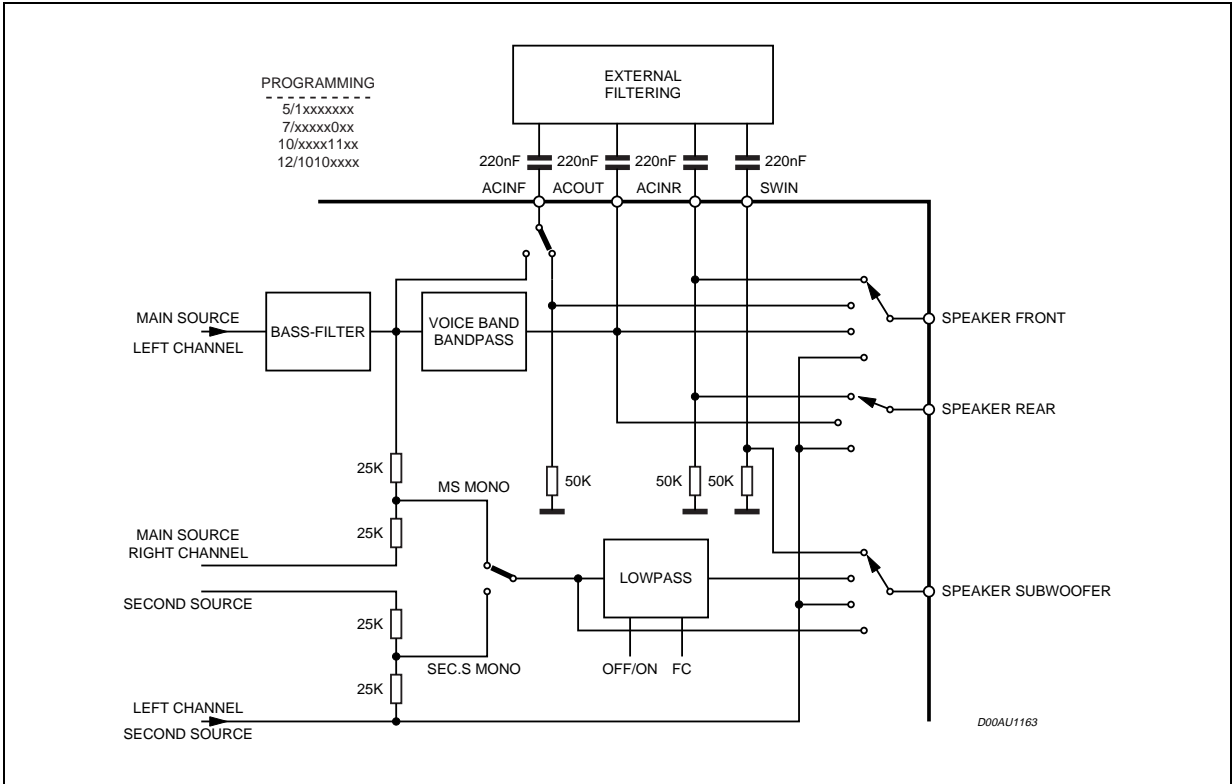 EXTERNAL
FILTERING
PROGRAMMING
5/1xxxxxxx
7/xxxxx0xx
10/xxxx11xx
12/1010xxxx
220nF 220nF 220nF 220nF
ACINF ACOUT ACINR SWIN
MAIN SOURCE
LEFT CHANNEL
BASS-FILTER
VOICE BAND
BANDPASS
SPEAKER FRONT
SPEAKER REAR
25K
MS MONO
50K 50K 50K
25K
MAIN SOURCE
RIGHT CHANNEL
LOWPASS
SPEAKER SUBWOOFER
SECOND SOURCE
25K
SEC.S MONO
OFF/ON FC
25K
LEFT CHANNEL
SECOND SOURCE
D00AU1163